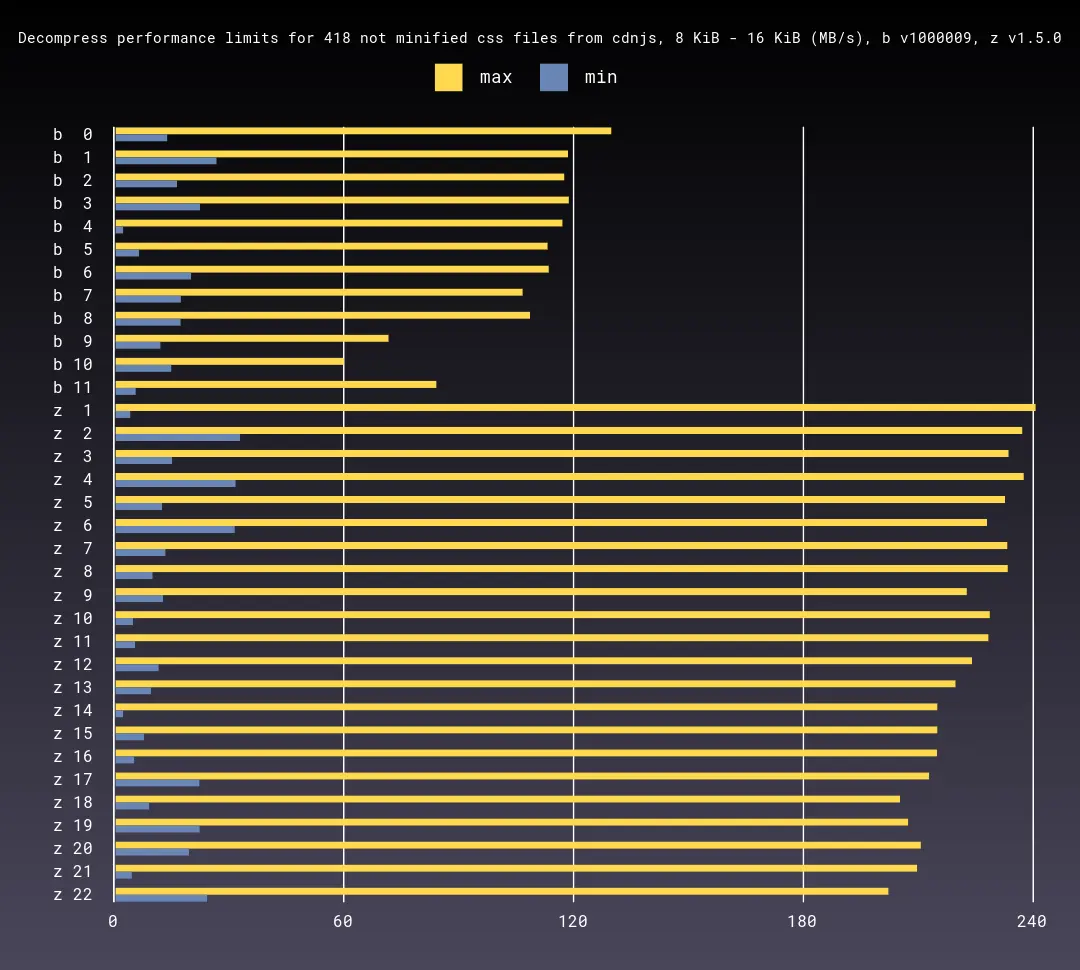 Decompress performance limits for 418 not minified css files from cdnjs, 8 KiB - 16 KiB (MB/s), b v1000009, z v1.5.0
max min
b 0
b 1
b 2
b 3
b 4
b 5
b 6
b 7
b 8
b 9
b 10
b 11
z 1
z 2
z 3
z 4
z 5
z 6
z 7
z 8
z 9
z 10
z 11
z 12
z 13
z 14
z 15
z 16
z 17
z 18
z 19
z 20
z 21
z 22
0 60 120 180 240